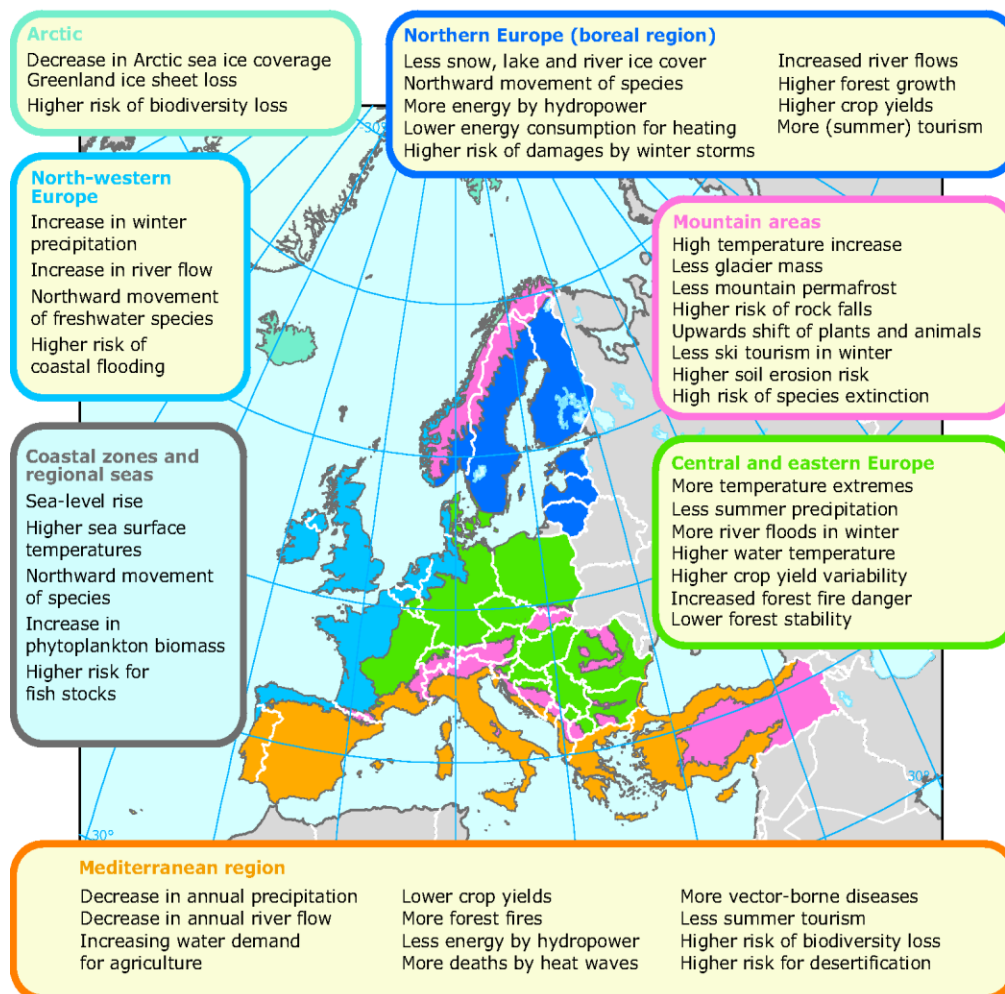 Arctic
Decrease in Arctic sea ice coverage
Greenland ice sheet loss
Higher risk of biodiversity loss
Northern Europe (boreal region)
Less snow, lake and river ice cover
Northward movement of species
More energy by hydropower
Lower energy consumption for heating
Higher risk of damages by winter storms
Increased river flows
Higher forest growth
Higher crop yields
More (summer) tourism
-30°
North-western
Europe
Increase in winter
precipitation
Increase in river flow
Northward movement
of freshwater species
Higher risk of
coastal flooding
Mountain areas
High temperature increase
Less glacier mass
Less mountain permafrost
Higher risk of rock falls
Upwards shift of plants and animals
Less ski tourism in winter
Higher soil erosion risk
High risk of species extinction
Coastal zones and
regional seas
Sea-level rise
Higher sea surface
temperatures
Northward movement
of species
Increase in
phytoplankton biomass
Higher risk for
fish stocks
Central and eastern Europe
More temperature extremes
Less summer precipitation
More river floods in winter
Higher water temperature
Higher crop yield variability
Increased forest fire danger
Lower forest stability
30°
30°
Mediterranean region
Decrease in annual precipitation
Decrease in annual river flow
Increasing water demand
for agriculture
Lower crop yields
More forest fires
Less energy by hydropower
More deaths by heat waves
More vector-borne diseases
Less summer tourism
Higher risk of biodiversity loss
Higher risk for desertification